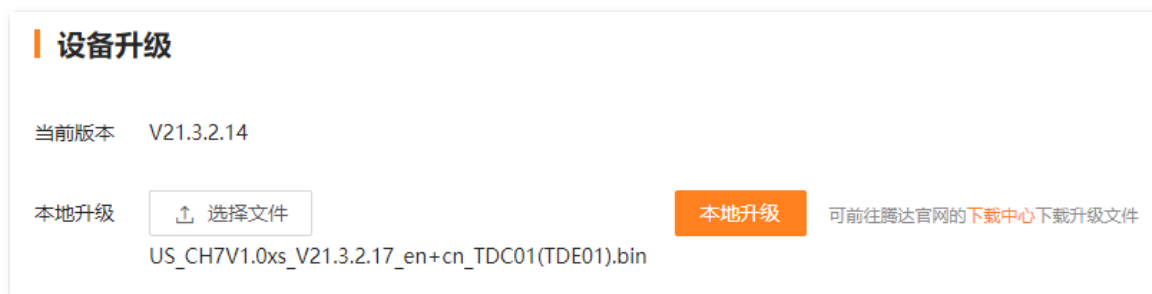 设备升级
当前版本 V21.3.2.14
本地升级 选择文件 本地升级 可前往腾达官网的下载中心下载升级文件
US_CH7V1.0xs_V21.3.2.17_en+cn_TDC01(TDE01).bin